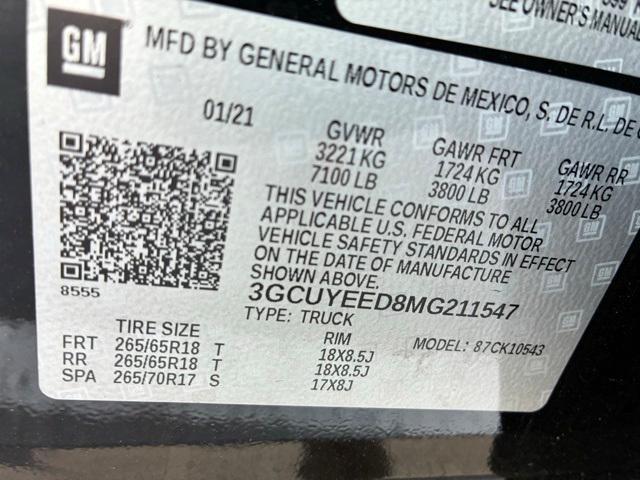 SEE OWNER'S MANUAL
GM
MFD BY GENERAL MOTORS DE MEXICO, S. DE R.L. DE
01/21
GVWR
3221 KG
7100 LB
GAWR FRT
1724 KG
3800 LB
GAWR RR
1724 KG
3800 LB
THIS VEHICLE CONFORMS TO ALL
APPLICABLE U.S. FEDERAL MOTOR
VEHICLE SAFETY STANDARDS IN EFFECT
ON THE DATE OF MANUFACTURE
SHOWN ABOVE.
8555
3GCUYEED8MG211547
TYPE: TRUCK
MODEL: 87CK10543
TIRE SIZE
RIM
FRT 265/65R18 T 18X8.5J
RR 265/65R18 T 18X8.5J
SPA 265/70R17 S 17X8J